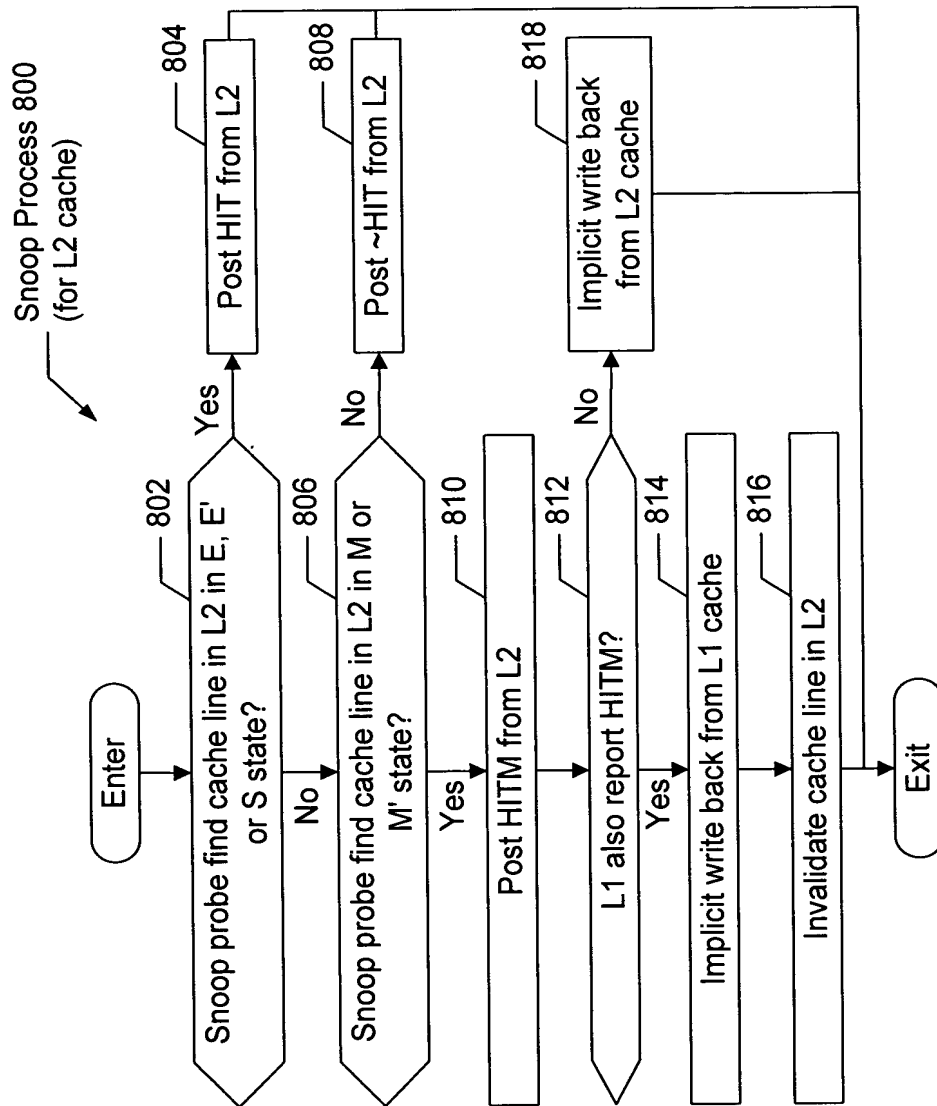 Snoop Process 800
(for L2 cache)
Enter
802
Snoop probe find cache line in L2 in E, E'
or S state?
Yes
804
Post HIT from L2
No
806
Snoop probe find cache line in L2 in M or
M' state?
No
808
Post ~HIT from L2
Yes
810
Post HITM from L2
812
L1 also report HITM?
No
818
Implicit write back
from L2 cache
Yes
814
Implicit write back from L1 cache
816
Invalidate cache line in L2
Exit